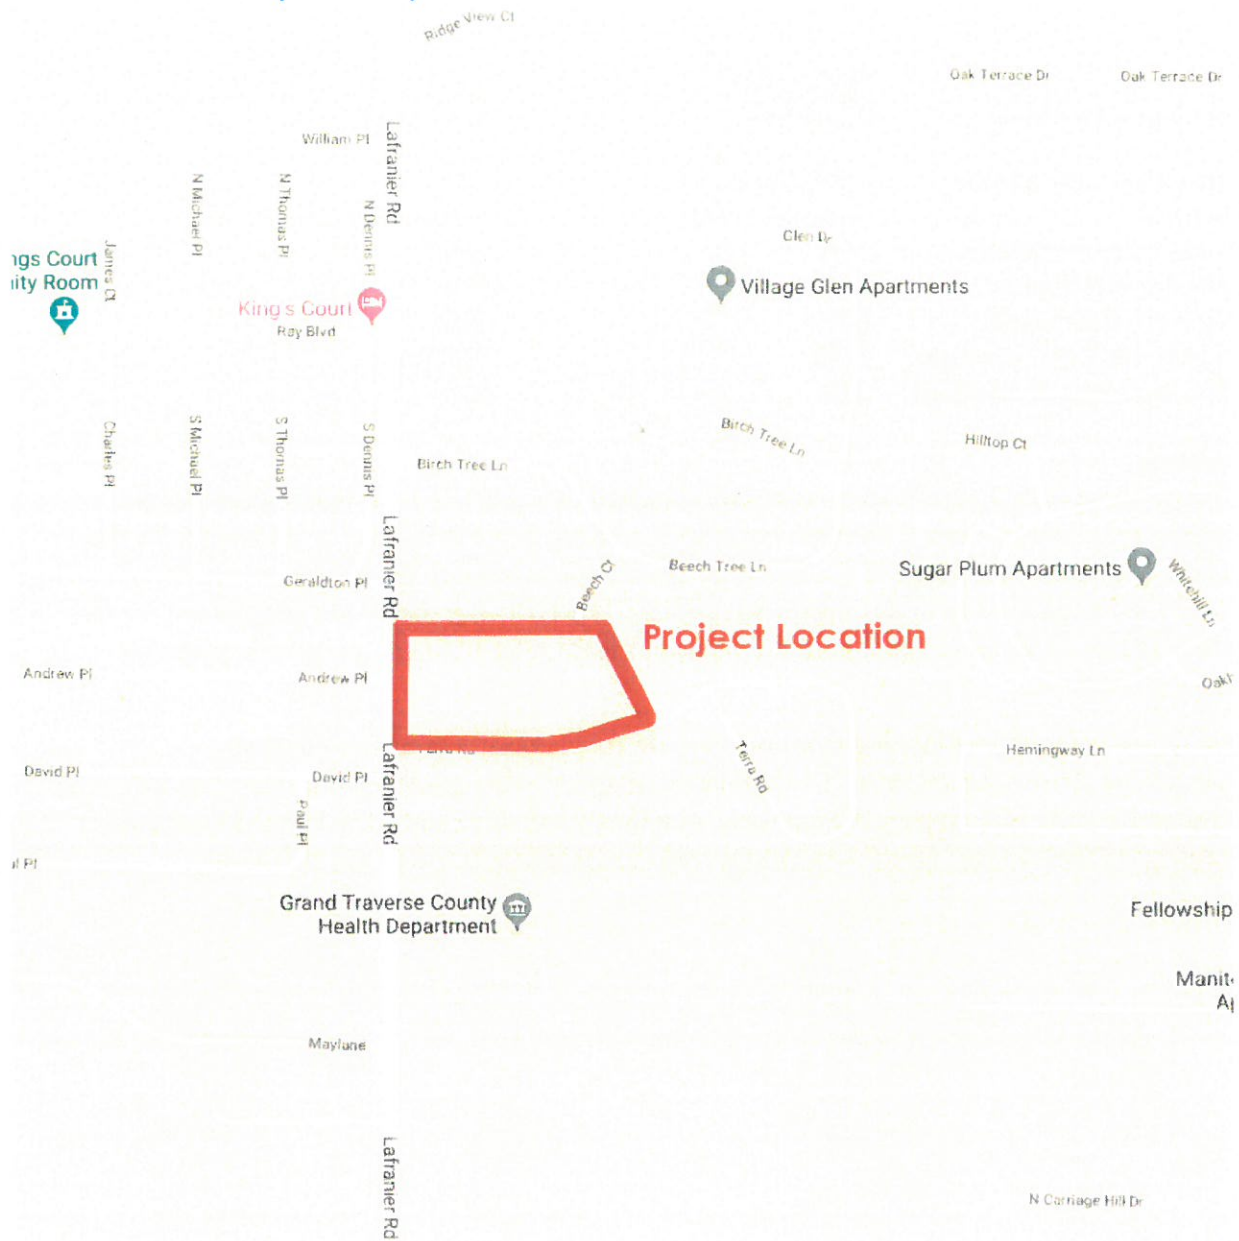 Ridge View Ct
Oak Terrace Dr
Oak Terrace Dr
William Pl
Lafranier Rd
N Michael Pl
N Thomas Pl
N Dennis Pl
James Ct
Glen Dr
ngs Court
ity Room
Village Glen Apartments
King's Court
Ray Blvd
Charles Pl
S Michael Pl
S Thomas Pl
S Dennis Pl
Birch Tree Ln
Birch Tree Ln
Hilltop Ct
Lafranier Rd
Geraldton Pl
Beech Ct
Beech Tree Ln
Sugar Plum Apartments
Whitehill Ln
Project Location
Andrew Pl
Andrew Pl
Oak
Terra Rd
Hemingway Ln
David Pl
David Pl
Lafranier Rd
Paul Pl
ul Pl
Grand Traverse County
Health Department
Fellowship
Manit
A
Maylane
Lafranier Rd
N Carriage Hill Dr